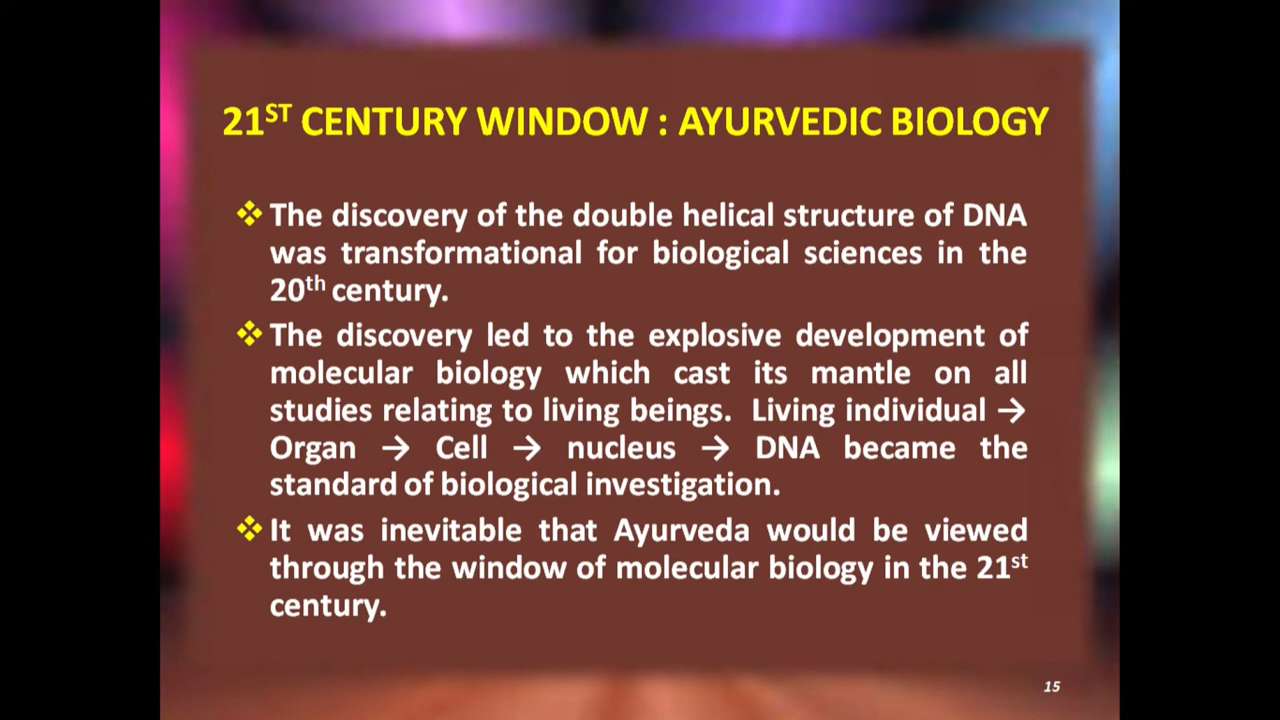 21ST CENTURY WINDOW : AYURVEDIC BIOLOGY
❖ The discovery of the double helical structure of DNA
was transformational for biological sciences in the
20th century.
❖ The discovery led to the explosive development of
molecular biology which cast its mantle on all
studies relating to living beings. Living individual →
Organ → Cell → nucleus → DNA became the
standard of biological investigation.
❖ It was inevitable that Ayurveda would be viewed
through the window of molecular biology in the 21st
century.
15